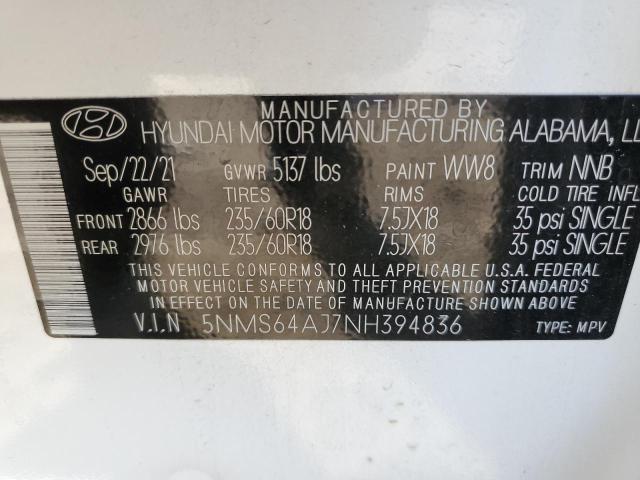 MANUFACTURED BY
HYUNDAI MOTOR MANUFACTURING ALABAMA, LL
Sep/22/21 GVWR 5137 lbs PAINT WW8 TRIM NNB
GAWR TIRES RIMS COLD TIRE INFL
FRONT 2866 lbs 235/60R18 7.5JX18 35 psi SINGLE
REAR 2976 lbs 235/60R18 7.5JX18 35 psi SINGLE
THIS VEHICLE CONFORMS TO ALL APPLICABLE U.S.A. FEDERAL
MOTOR VEHICLE SAFETY AND THEFT PREVENTION STANDARDS
IN EFFECT ON THE DATE OF MANUFACTURE SHOWN ABOVE.
V.I.N 5NMS64AJ7NH394836 TYPE: MPV